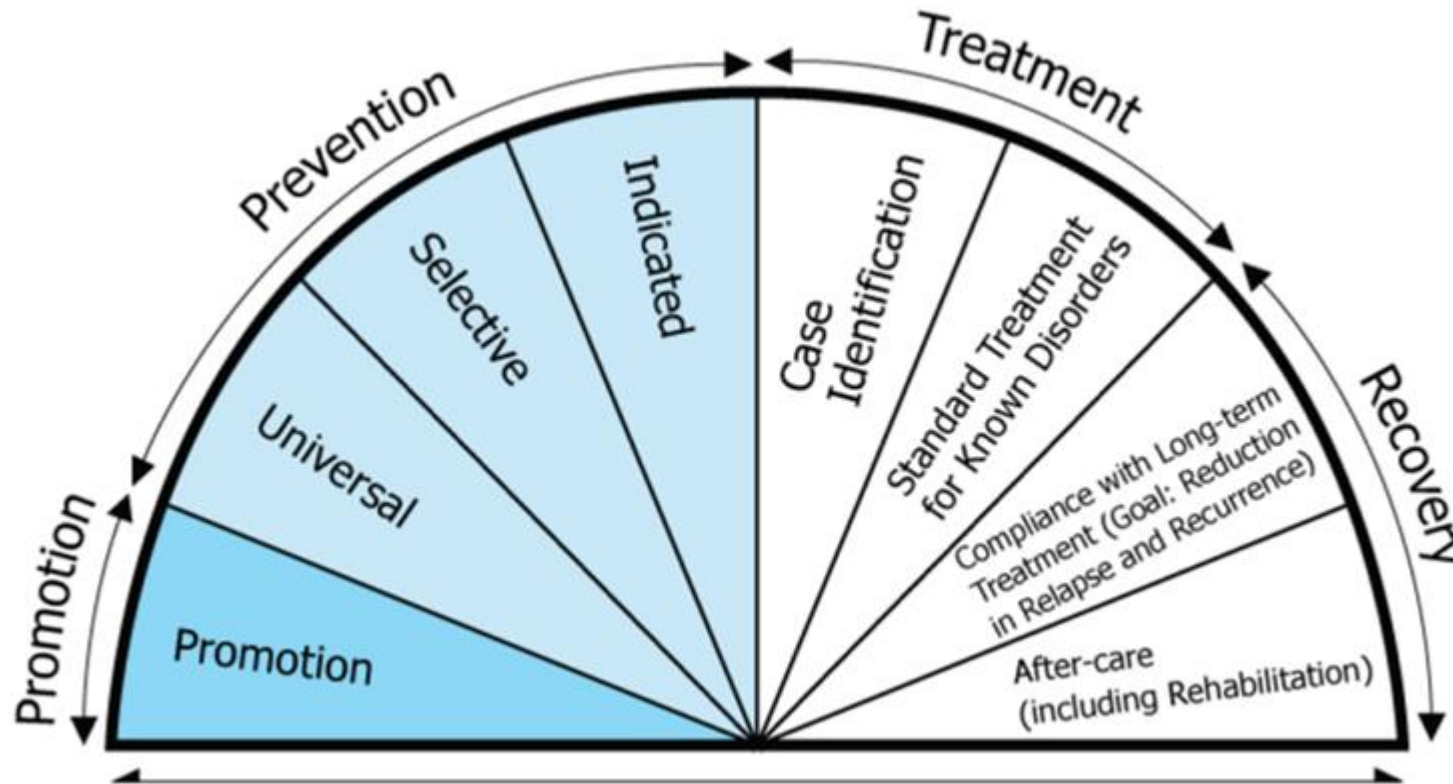 Promotion
Prevention
Treatment
Recovery
Promotion
Universal
Selective
Indicated
Case
Identification
Standard Treatment
for Known Disorders
Compliance with Long-term
Treatment (Goal: Reduction
in Relapse and Recurrence)
After-care
(including Rehabilitation)